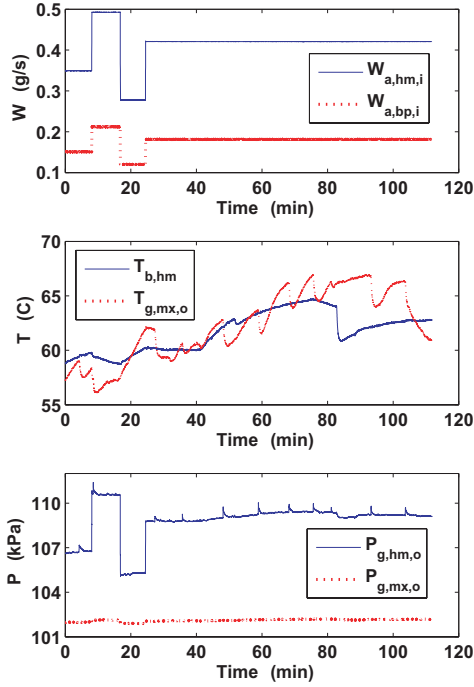 0.5
0.4
0.3
0.2
0.1
W (g/s)
W_a,hm,i
W_a,bp,i
0 20 40 60 80 100 120
Time (min)
70
65
60
55
T (C)
T_b,hm
T_g,mx,o
0 20 40 60 80 100 120
Time (min)
110
107
104
101
P (kPa)
P_g,hm,o
P_g,mx,o
0 20 40 60 80 100 120
Time (min)